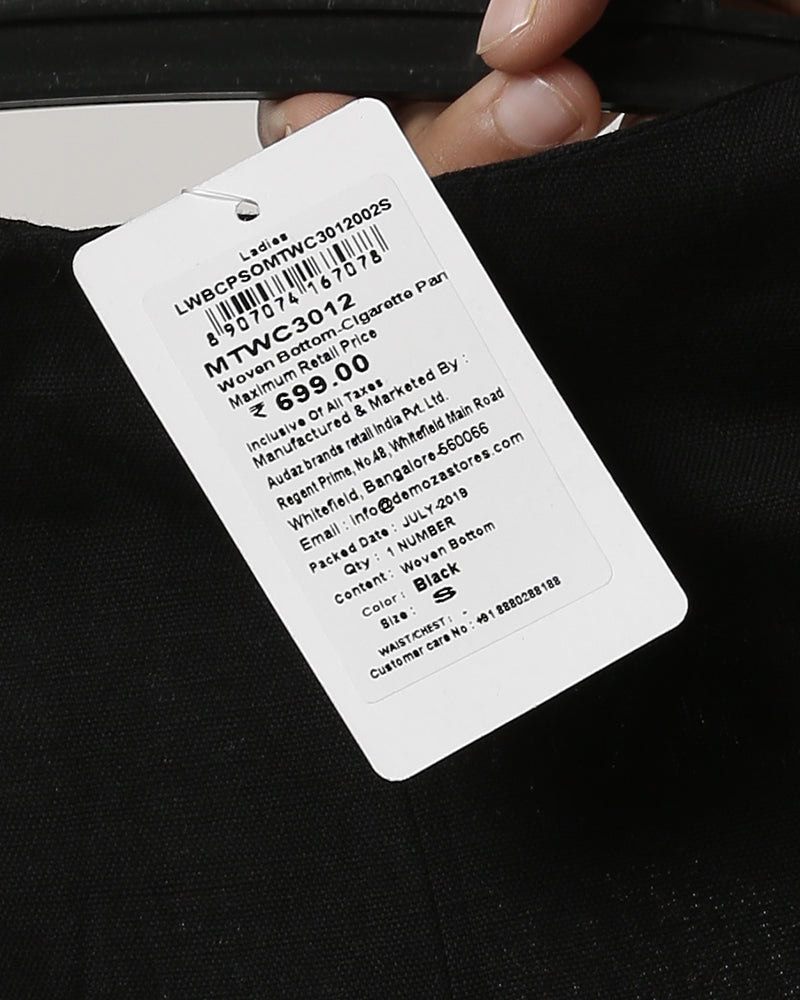 Ladies
LWBCPSOMTWC3012002S
8 907074 167078
MTWC3012
Woven Bottom-Cigarette Pan
Maximum Retail Price
₹ 699.00
Inclusive Of All Taxes
Manufactured & Marketed By :
Audaz brands retail India Pvt. Ltd.
Regent Prime, No.48, Whitefield Main Road
Whitefield, Bangalore-560066
Email : info@demozastores.com
Packed Date : JULY-2019
Qty : 1 NUMBER
Content : Woven Bottom
Color : Black
Size : S
WAIST/CHEST : -
Customer care No : +91 8880288188